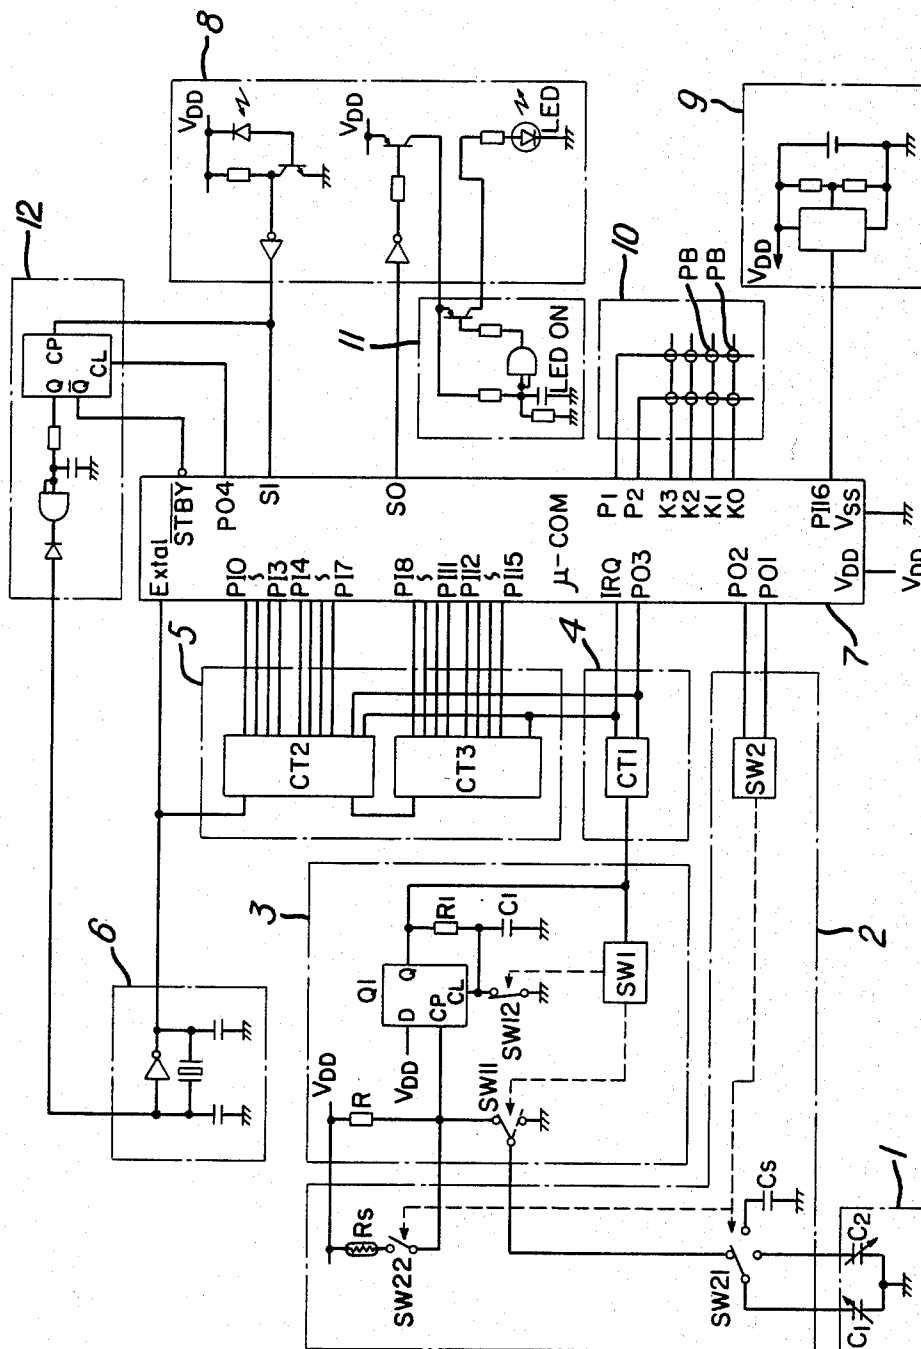 8
VDD
12
CP
Q
Q
CL
VDD
LED
9
VDD
11
LED ON
10
PB
PB
Extal
STBY
PO4
SI
SO
P1
P2
K3
K2
K1
KO
PI16
VSS
PI0
PI3
PI4
PI7
PI8
PI11
PI12
PI15
μ-COM
IRQ
PO3
PO2
PO1
VDD
VDD
7
5
CT2
CT3
4
CT1
SW2
2
6
3
VDD
R
Q1
D
Q
CP
CL
VDD
R1
C1
SW12
SW11
SW1
Rs
SW22
SW21
Cs
C1
C2
1